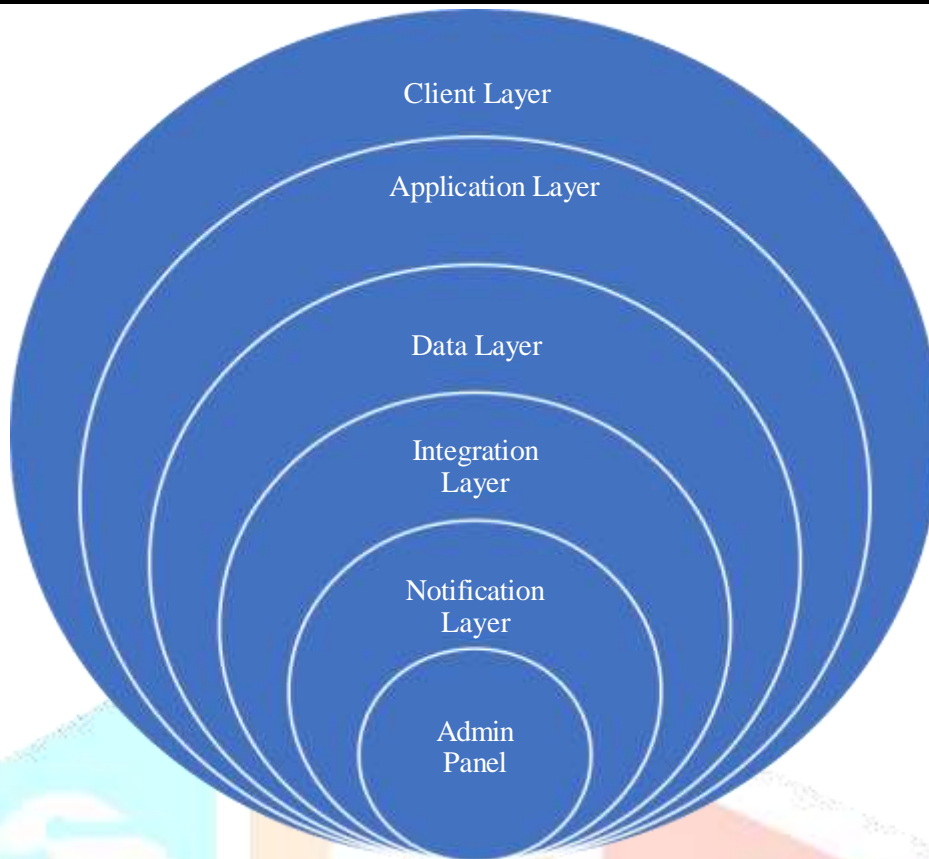 Client Layer
Application Layer
Data Layer
Integration
Layer
Notification
Layer
Admin
Panel